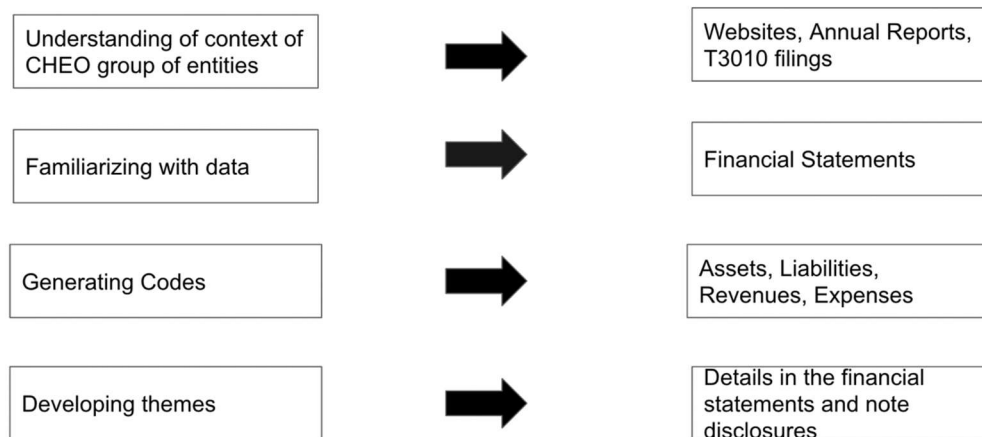 Understanding of context of
CHEO group of entities
Websites, Annual Reports,
T3010 filings
Familiarizing with data
Financial Statements
Generating Codes
Assets, Liabilities,
Revenues, Expenses
Developing themes
Details in the financial
statements and note
disclosures